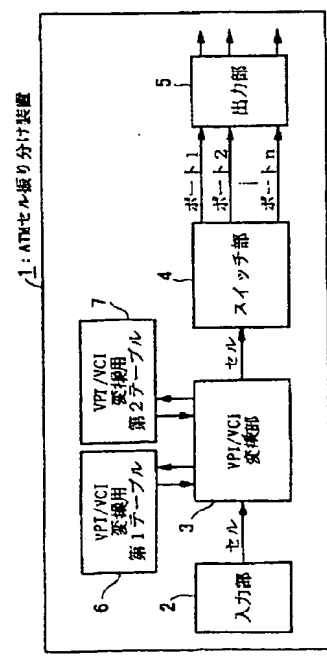 1:ATMセル振り分け装置
6
VPI/VCI
変換用
第1テーブル
7
VPI/VCI
変換用
第2テーブル
2
入力部
セル
3
VPI/VCI
変換部
セル
4
スイッチ部
ポート1
ポート2
ポートn
5
出力部